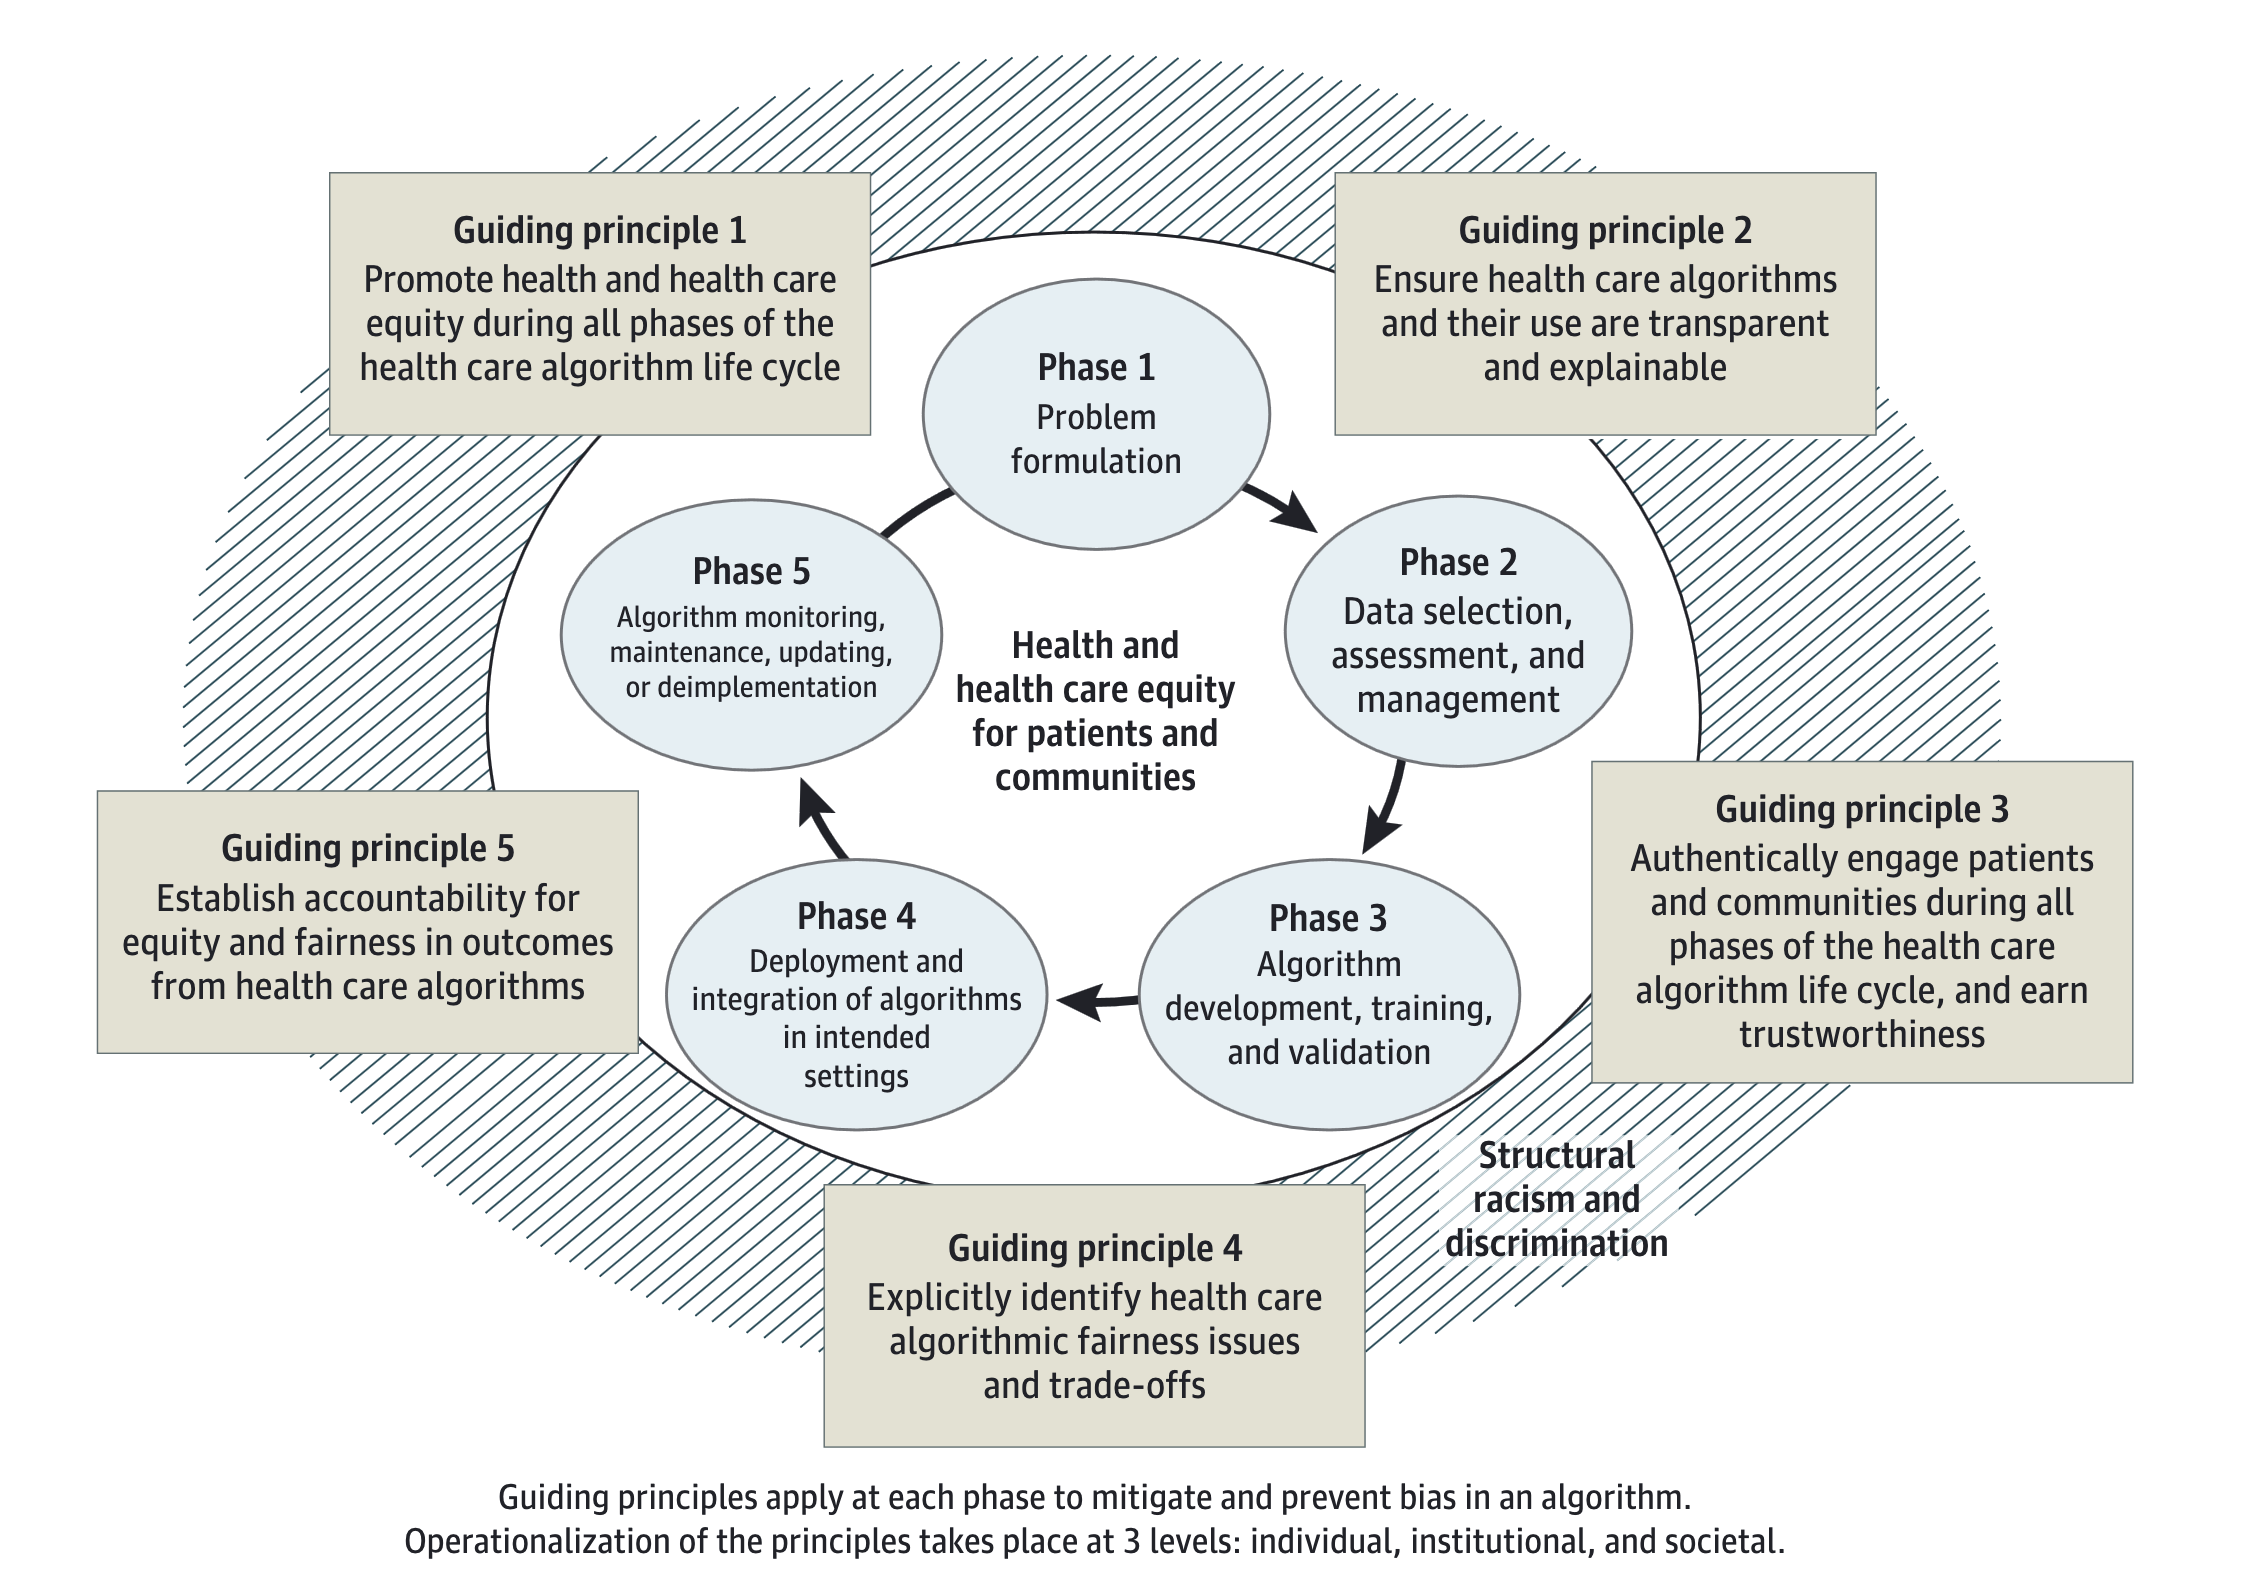 Guiding principle 1
Promote health and health care
equity during all phases of the
health care algorithm life cycle
Guiding principle 2
Ensure health care algorithms
and their use are transparent
and explainable
Phase 1
Problem
formulation
Phase 5
Algorithm monitoring,
maintenance, updating,
or deimplementation
Phase 2
Data selection,
assessment, and
management
Health and
health care equity
for patients and
communities
Guiding principle 5
Establish accountability for
equity and fairness in outcomes
from health care algorithms
Phase 4
Deployment and
integration of algorithms
in intended
settings
Phase 3
Algorithm
development, training,
and validation
Guiding principle 3
Authentically engage patients
and communities during all
phases of the health care
algorithm life cycle, and earn
trustworthiness
Structural
racism and
discrimination
Guiding principle 4
Explicitly identify health care
algorithmic fairness issues
and trade-offs
Guiding principles apply at each phase to mitigate and prevent bias in an algorithm.
Operationalization of the principles takes place at 3 levels: individual, institutional, and societal.